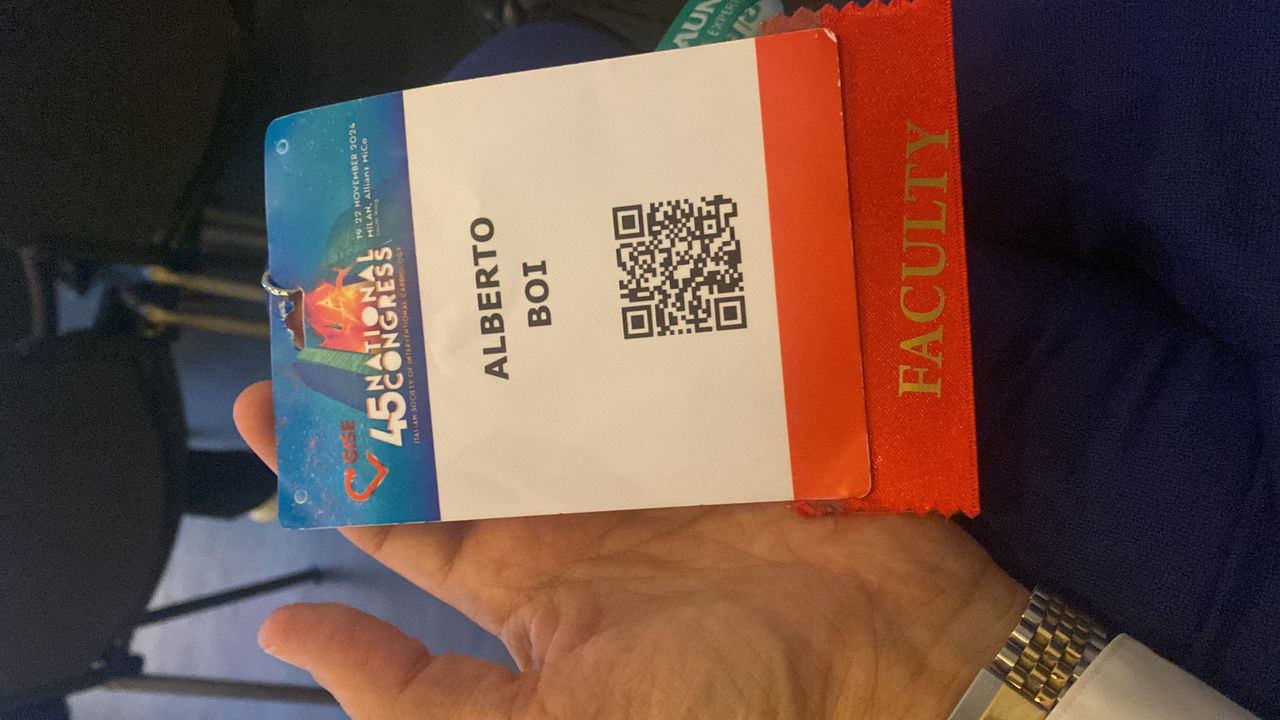 GISE
45 NATIONAL
CONGRESS
ITALIAN SOCIETY OF INTERVENTIONAL CARDIOLOGY
19-22 NOVEMBER 2024
MILAN, Allianz MiCo
ALBERTO
BOI
FACULTY